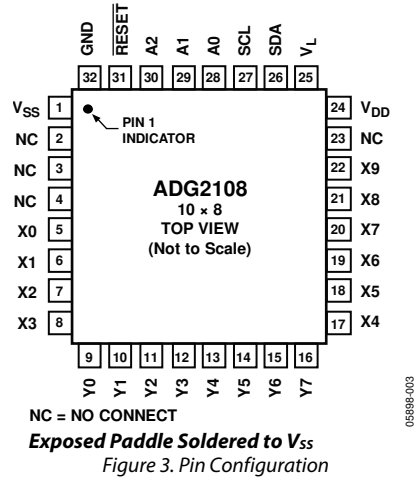 GND
RESET
A2
A1
A0
SCL
SDA
VL
32 31 30 29 28 27 26 25
VSS 1
NC 2
NC 3
NC 4
X0 5
X1 6
X2 7
X3 8
PIN 1
INDICATOR
ADG2108
10 × 8
TOP VIEW
(Not to Scale)
24 VDD
23 NC
22 X9
21 X8
20 X7
19 X6
18 X5
17 X4
9 10 11 12 13 14 15 16
Y0
Y1
Y2
Y3
Y4
Y5
Y6
Y7
NC = NO CONNECT
Exposed Paddle Soldered to VSS
Figure 3. Pin Configuration
05898-003